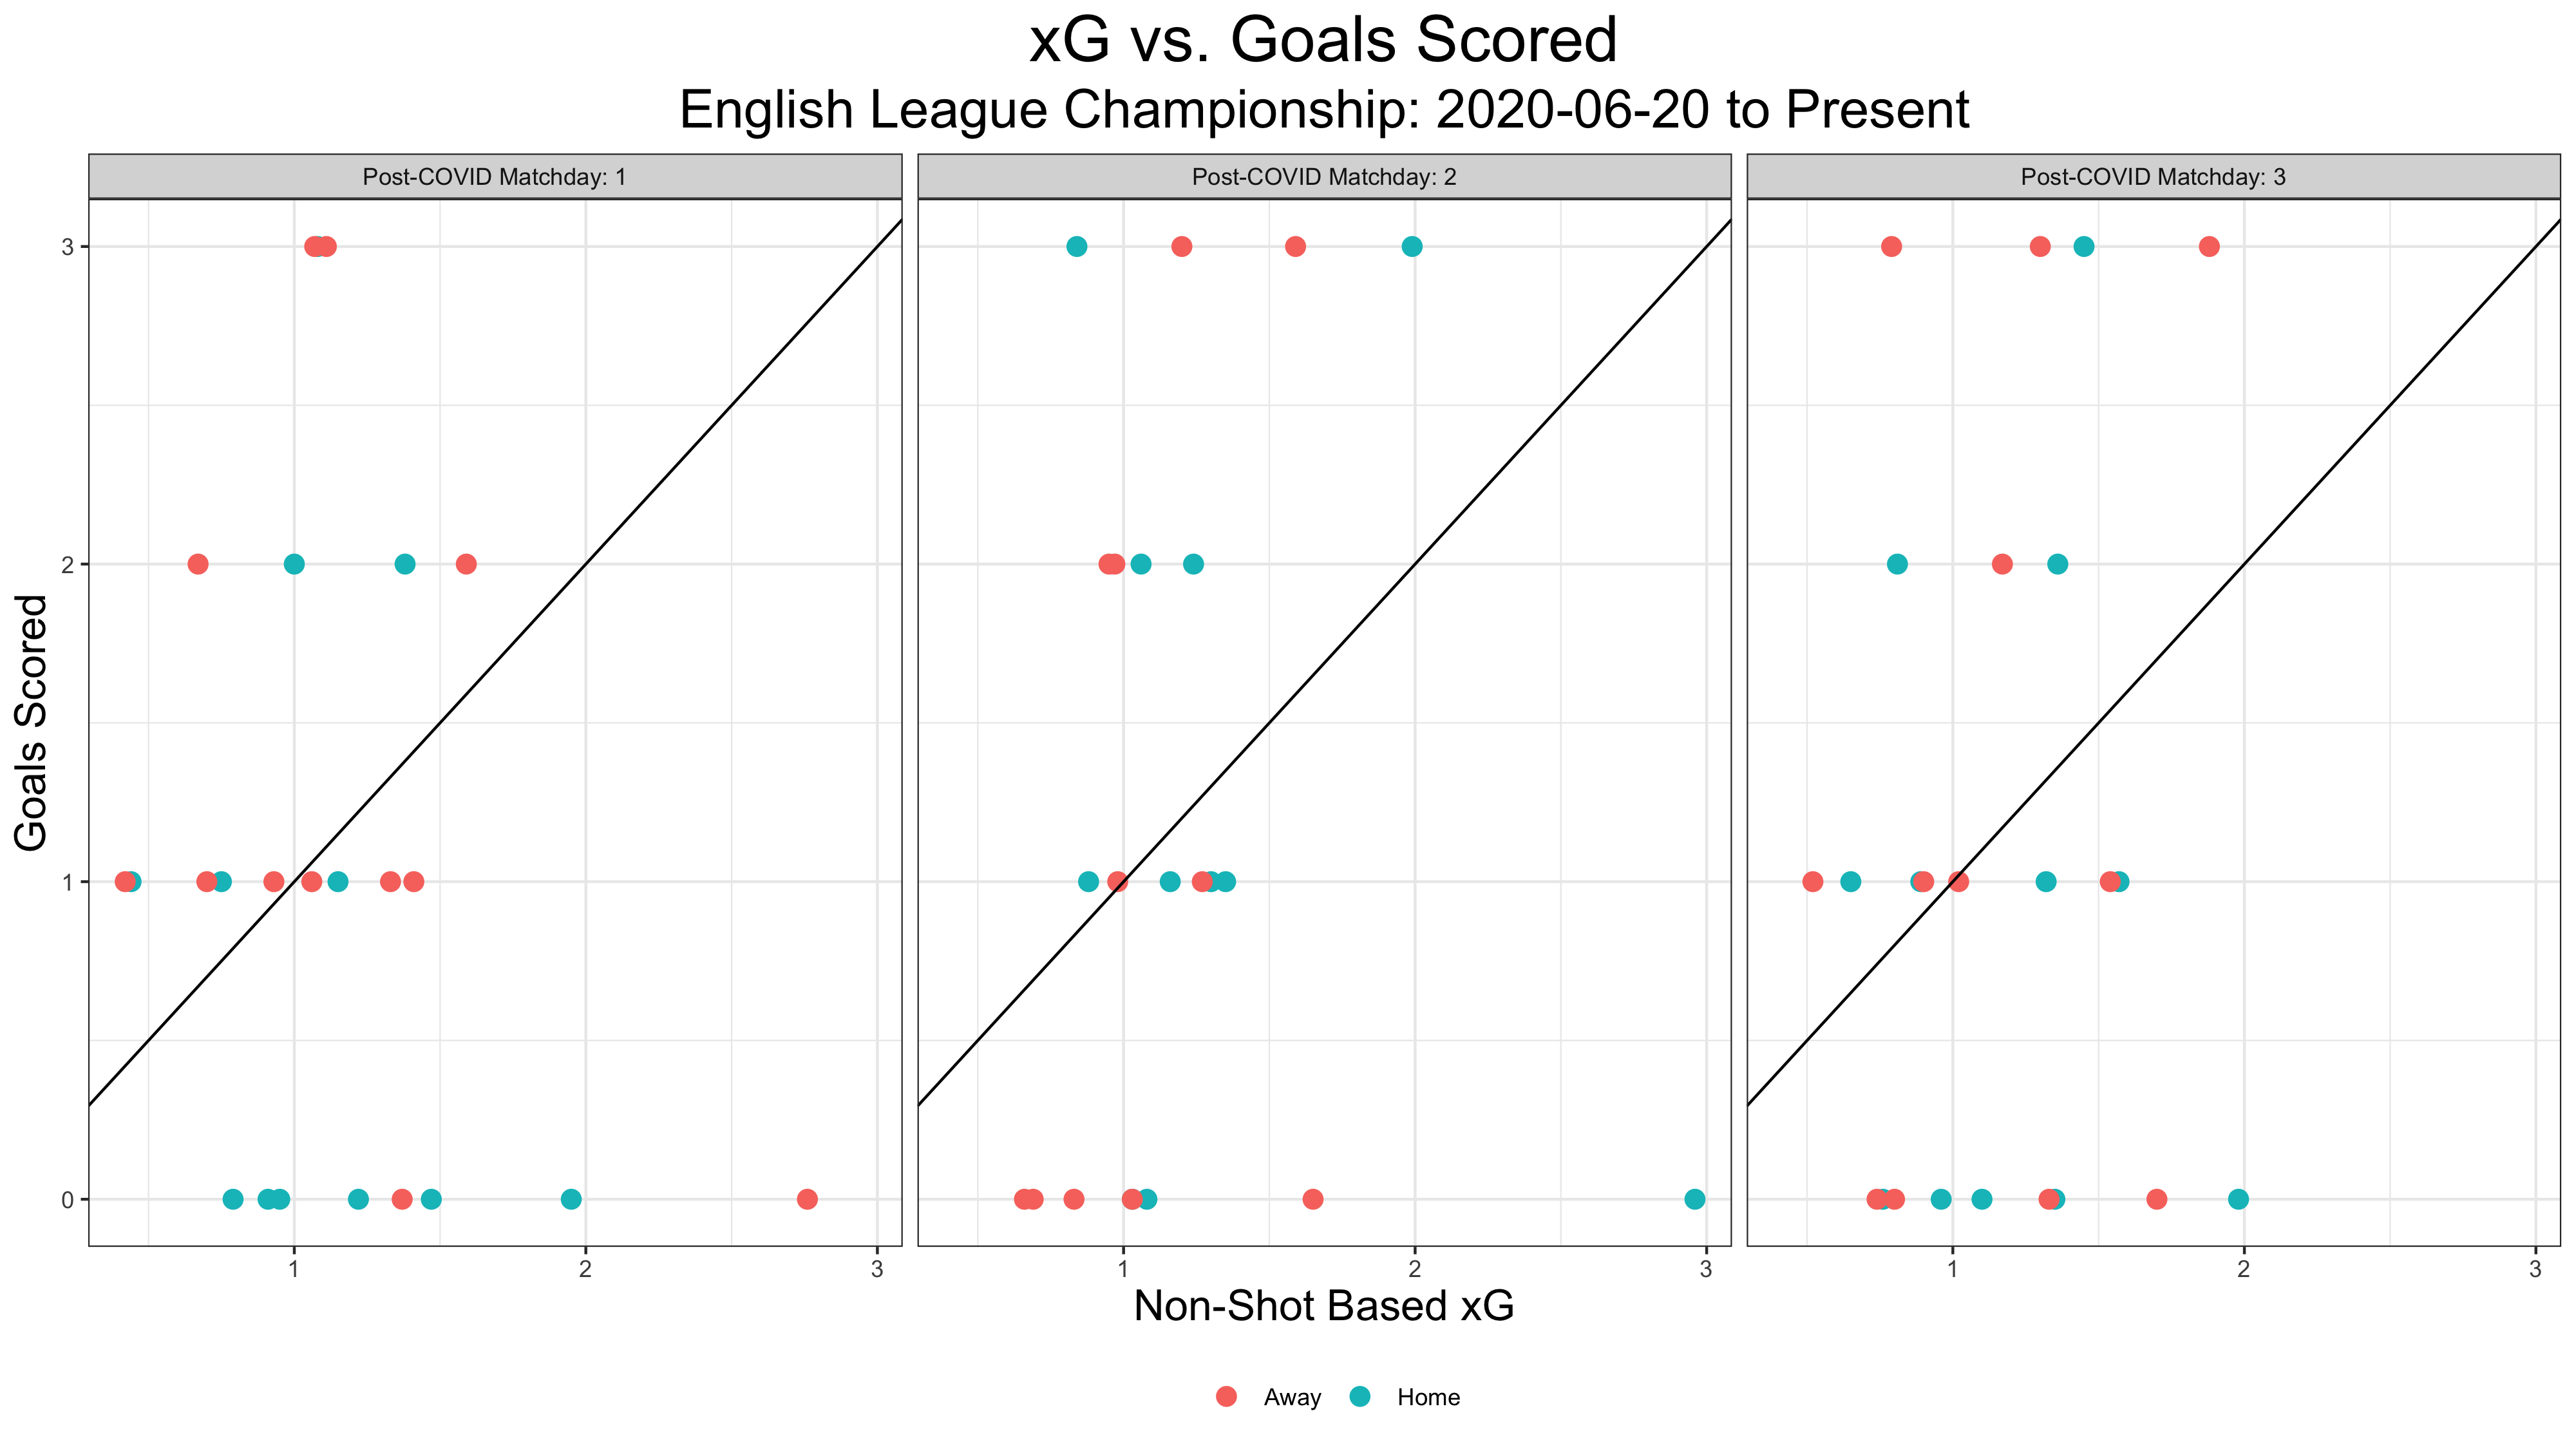 xG vs. Goals Scored
English League Championship: 2020-06-20 to Present
Post-COVID Matchday: 1
Post-COVID Matchday: 2
Post-COVID Matchday: 3
Goals Scored
3
2
1
0
1 2 3
1 2 3
1 2 3
Non-Shot Based xG
Away Home